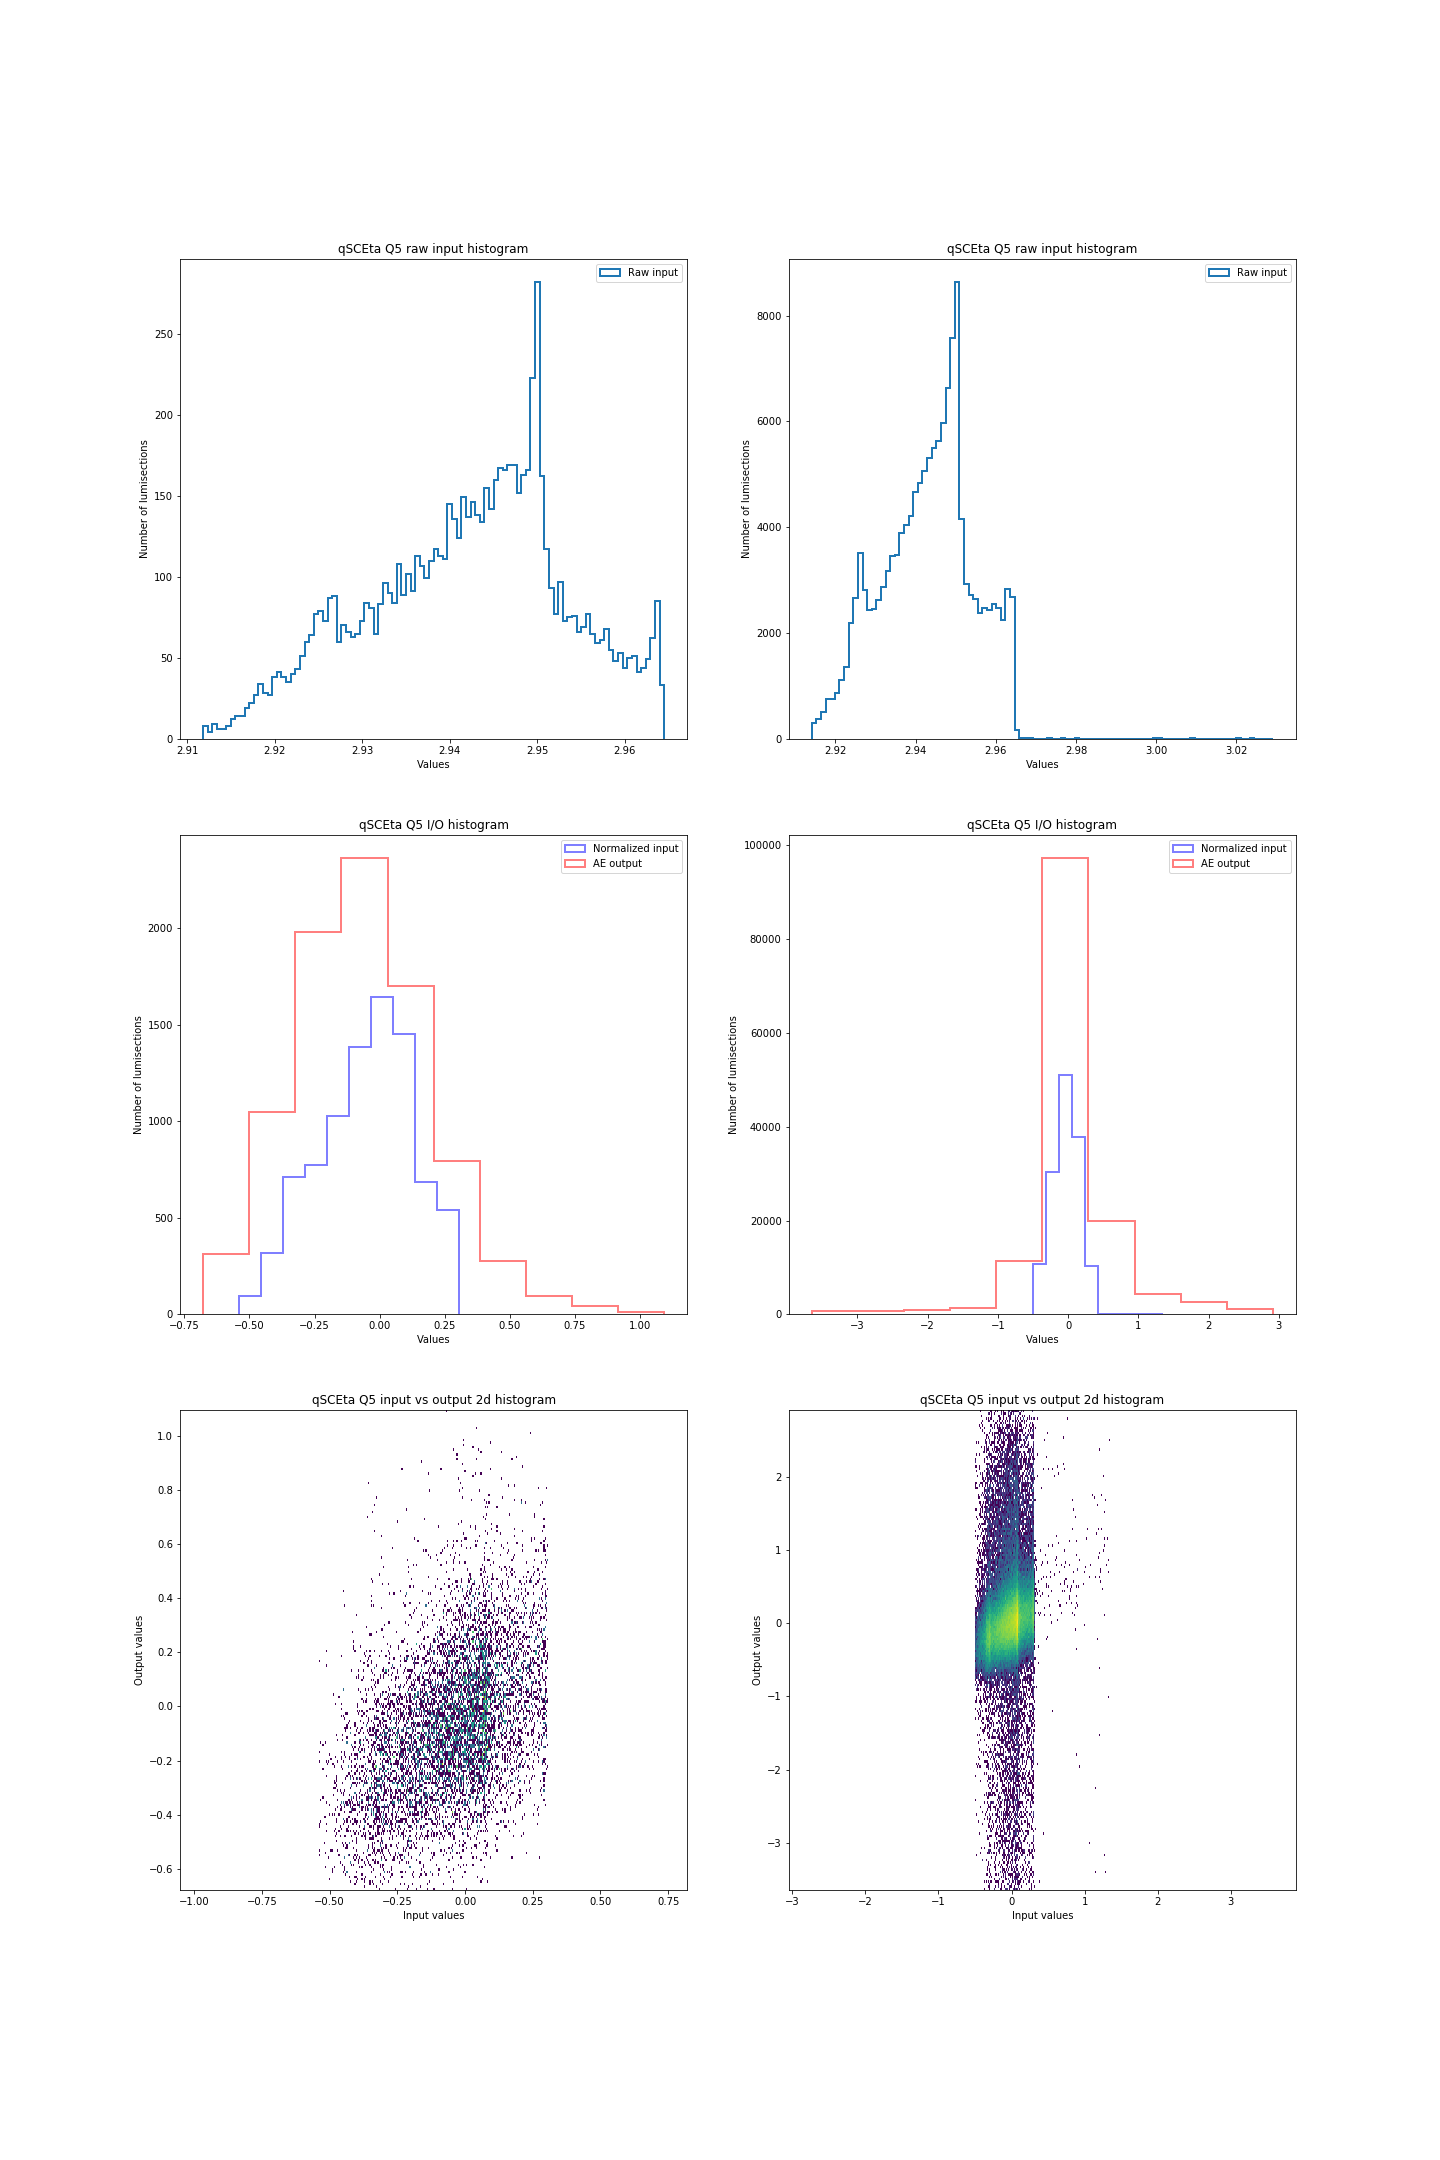 qSCEta Q5 raw input histogram
Raw input
250
200
150
100
50
0
Number of lumisections
2.91 2.92 2.93 2.94 2.95 2.96
Values
qSCEta Q5 raw input histogram
Raw input
8000
6000
4000
2000
0
Number of lumisections
2.92 2.94 2.96 2.98 3.00 3.02
Values
qSCEta Q5 I/O histogram
Normalized input
AE output
2000
1500
1000
500
0
Number of lumisections
−0.75 −0.50 −0.25 0.00 0.25 0.50 0.75 1.00
Values
qSCEta Q5 I/O histogram
Normalized input
AE output
100000
80000
60000
40000
20000
0
Number of lumisections
−3 −2 −1 0 1 2 3
Values
qSCEta Q5 input vs output 2d histogram
1.0
0.8
0.6
0.4
0.2
0.0
−0.2
−0.4
−0.6
Output values
−1.00 −0.75 −0.50 −0.25 0.00 0.25 0.50 0.75
Input values
qSCEta Q5 input vs output 2d histogram
2
1
0
−1
−2
−3
Output values
−3 −2 −1 0 1 2 3
Input values